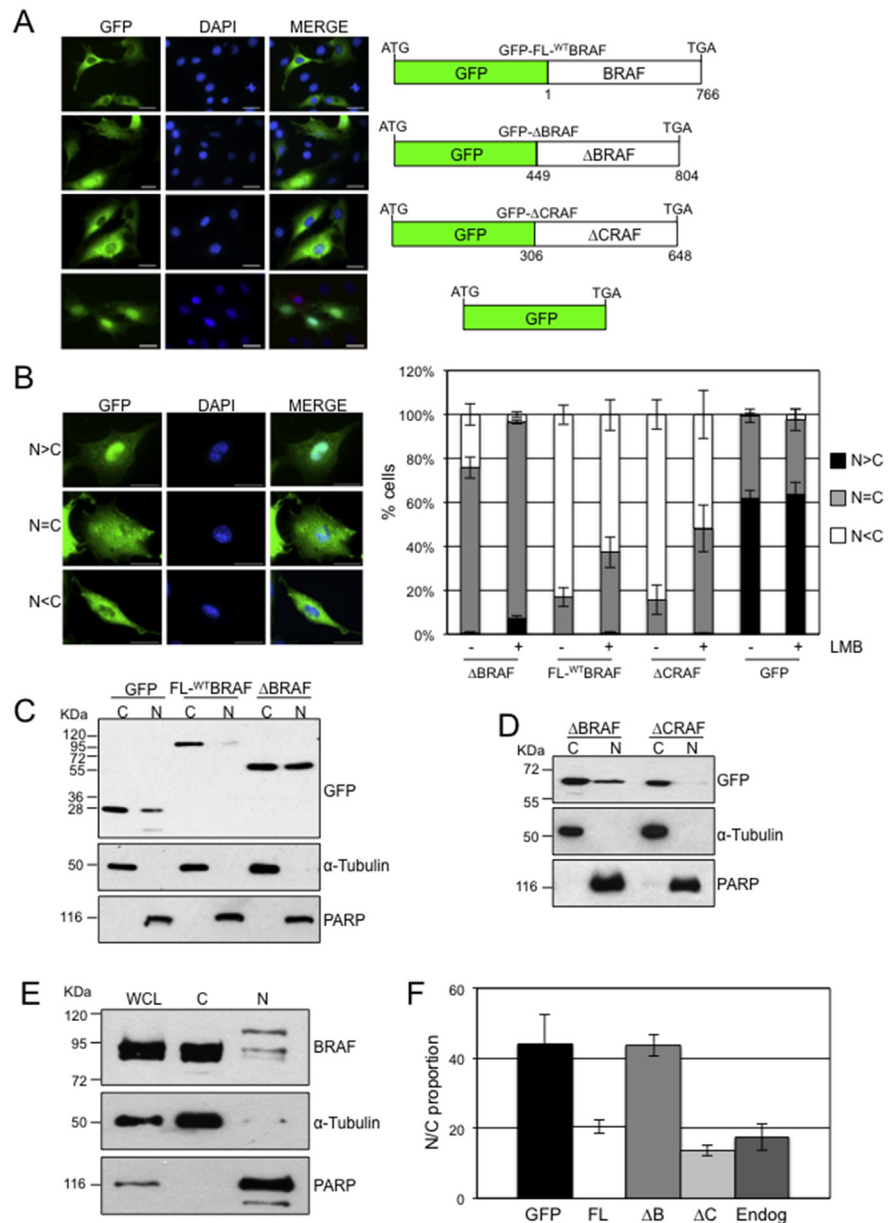 A
GFP DAPI MERGE
ATG GFP-FL-WTBRAF TGA
GFP BRAF
1 766
ATG GFP-ΔBRAF TGA
GFP ΔBRAF
449 804
ATG GFP-ΔCRAF TGA
GFP ΔCRAF
306 648
ATG TGA
GFP
B
GFP DAPI MERGE
N>C
N=C
N<C
120%
100%
80%
60%
40%
20%
0%
% cells
N>C
N=C
N<C
- + - + - + - + LMB
ΔBRAF FL-WTBRAF ΔCRAF GFP
C
GFP FL-WTBRAF ΔBRAF
KDa C N C N C N
120
95
72
55
36
28
GFP
50 α-Tubulin
116 PARP
D
ΔBRAF ΔCRAF
KDa C N C N
72
55
GFP
50 α-Tubulin
116 PARP
E
KDa WCL C N
120
95
72
BRAF
50 α-Tubulin
116 PARP
F
60
40
20
0
N/C proportion
GFP FL ΔB ΔC Endog